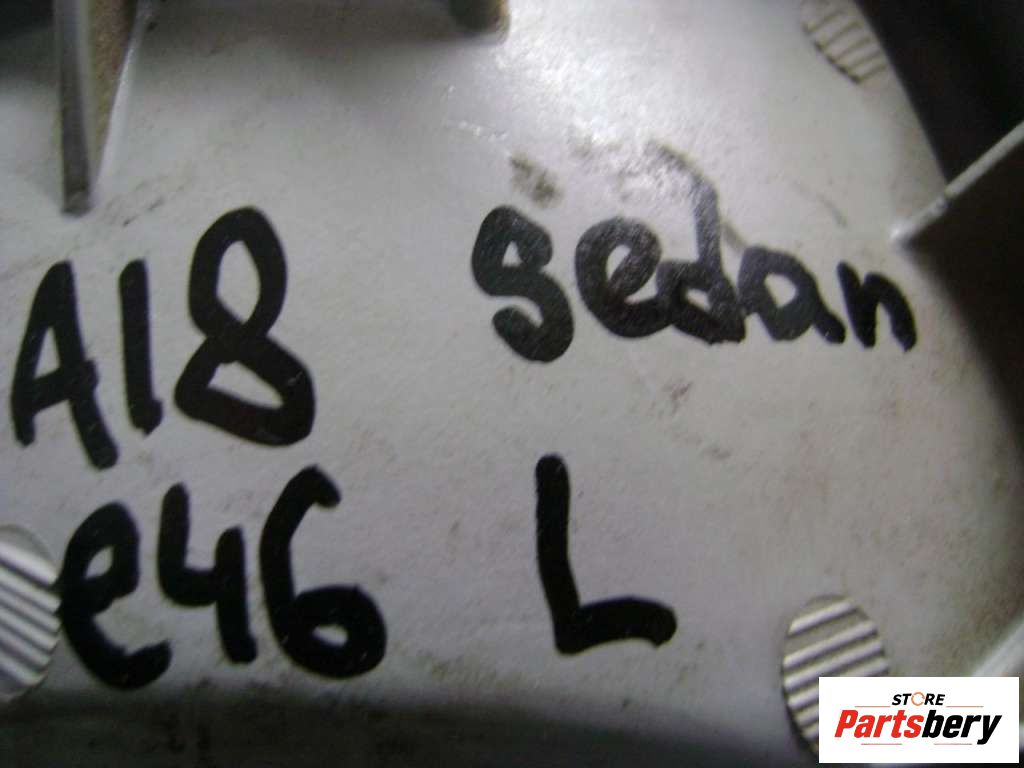 A18 sedan
e46 L
STORE
Partsbery